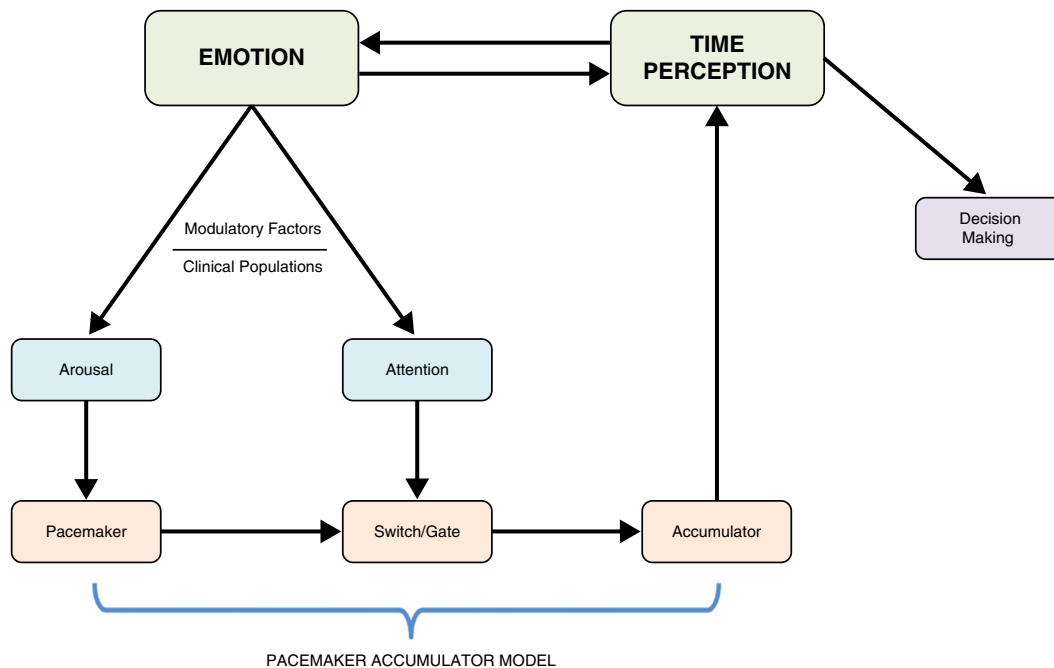 EMOTION
TIME
PERCEPTION
Decision
Making
Modulatory Factors
Clinical Populations
Arousal
Attention
Pacemaker
Switch/Gate
Accumulator
PACEMAKER ACCUMULATOR MODEL